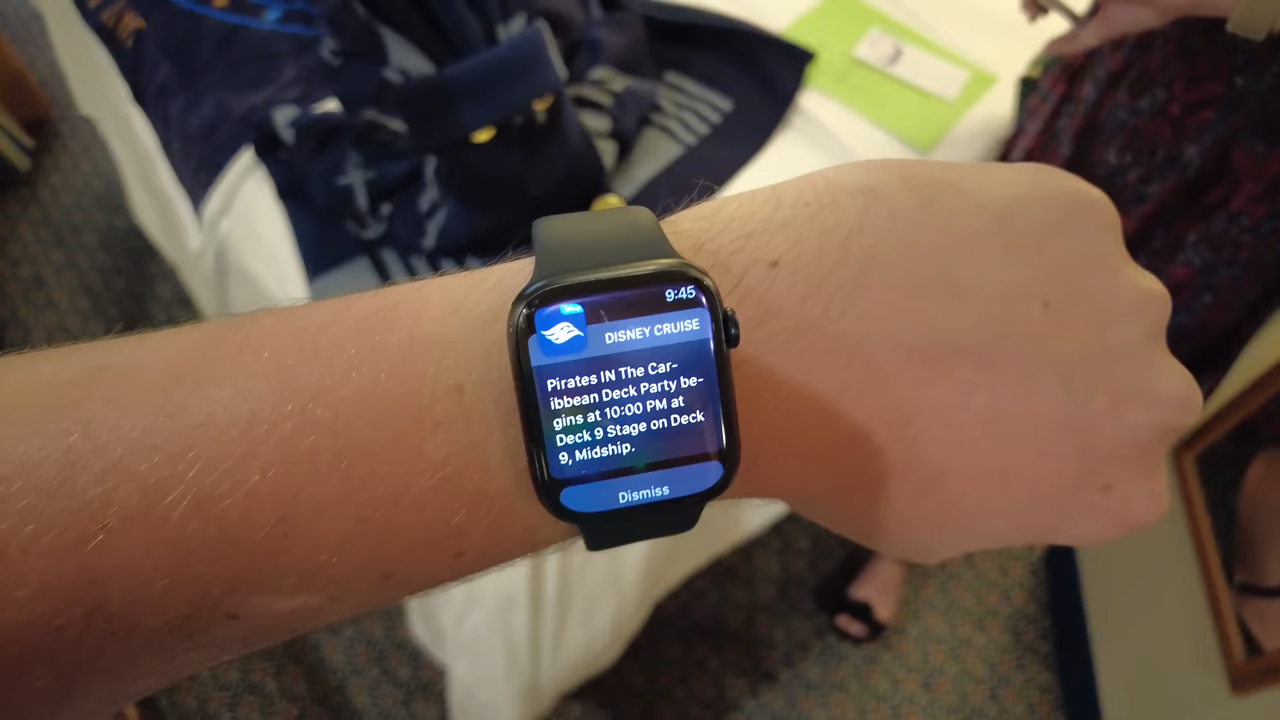 9:45
DISNEY CRUISE
Pirates IN The Car-
ibbean Deck Party be-
gins at 10:00 PM at
Deck 9 Stage on Deck
9, Midship.
Dismiss